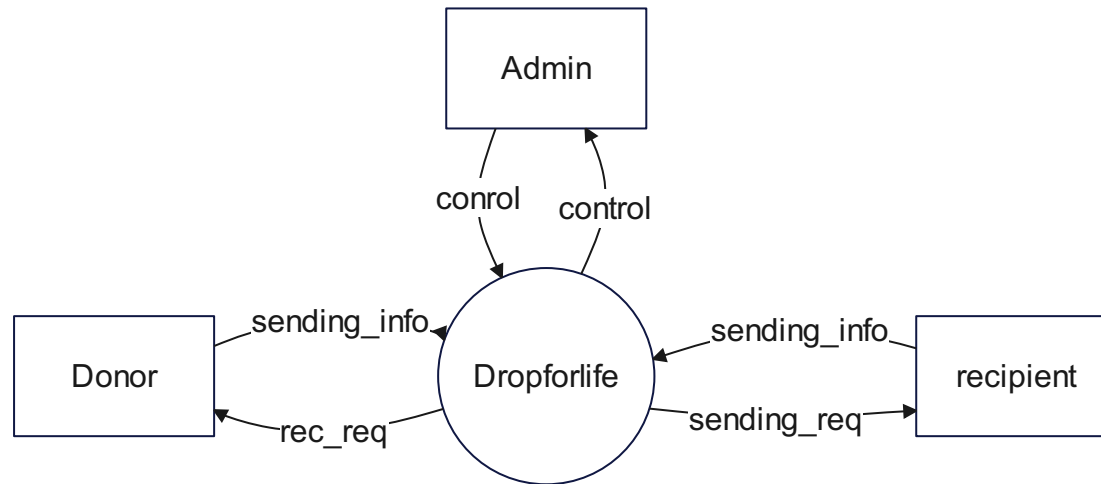 Admin
conrol
control
sending_info
sending_info
Donor
Dropforlife
recipient
rec_req
sending_req